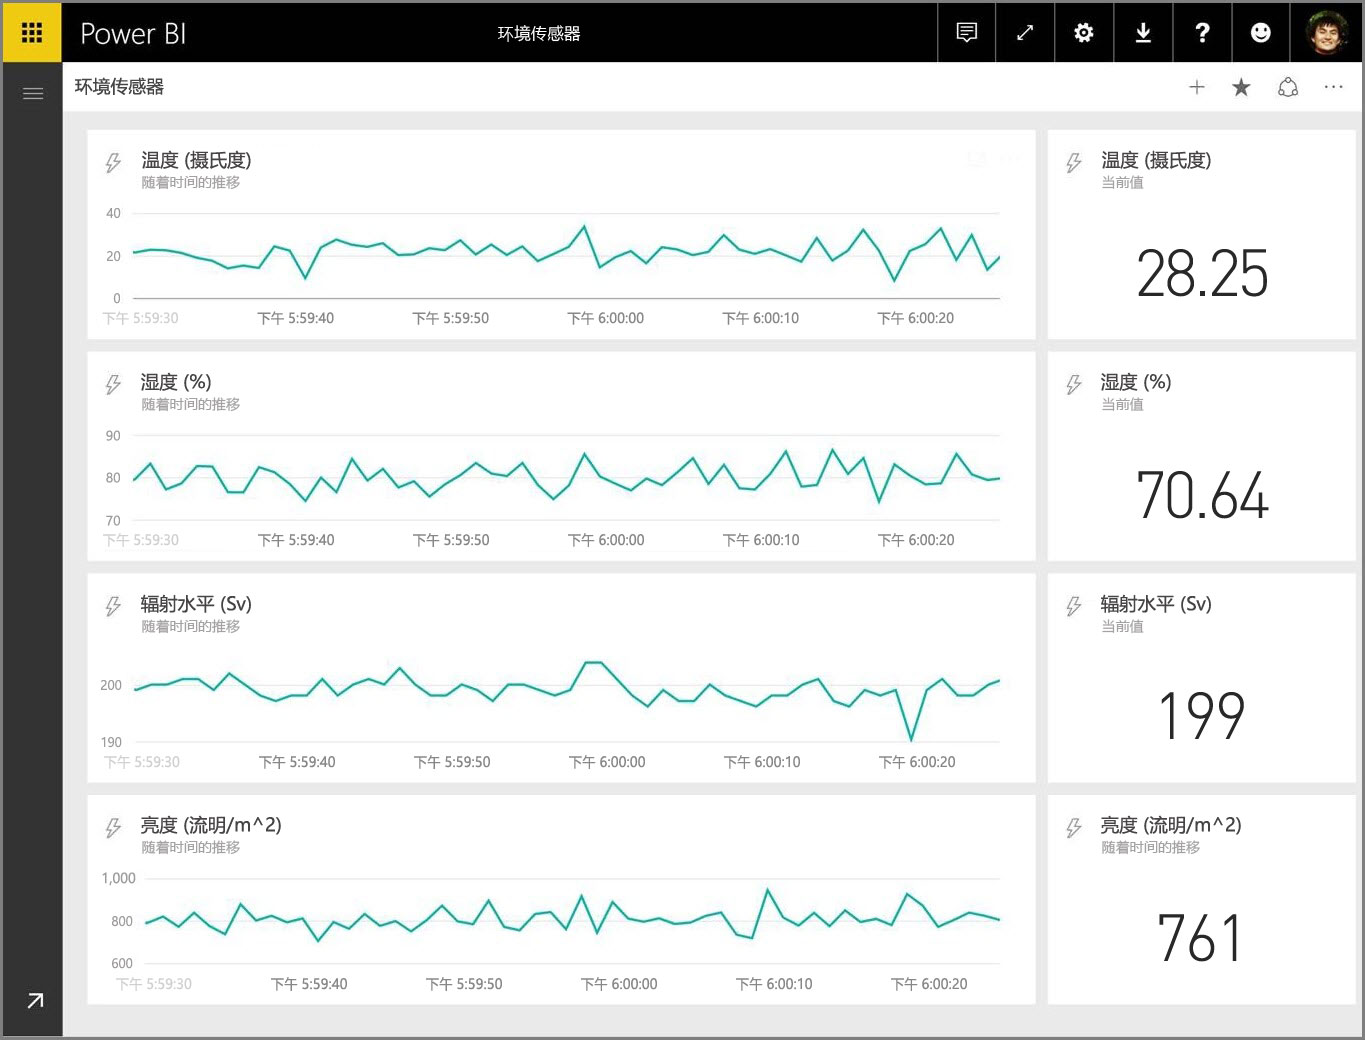 Power BI
环境传感器
?
环境传感器
温度 (摄氏度)
随着时间的推移
40
20
0
下午 5:59:30
下午 5:59:40
下午 5:59:50
下午 6:00:00
下午 6:00:10
下午 6:00:20
温度 (摄氏度)
当前值
28.25
湿度 (%)
随着时间的推移
90
80
70
下午 5:59:30
下午 5:59:40
下午 5:59:50
下午 6:00:00
下午 6:00:10
下午 6:00:20
湿度 (%)
当前值
70.64
辐射水平 (Sv)
随着时间的推移
200
190
下午 5:59:30
下午 5:59:40
下午 5:59:50
下午 6:00:00
下午 6:00:10
下午 6:00:20
辐射水平 (Sv)
当前值
199
亮度 (流明/m^2)
随着时间的推移
1,000
800
600
下午 5:59:30
下午 5:59:40
下午 5:59:50
下午 6:00:00
下午 6:00:10
下午 6:00:20
亮度 (流明/m^2)
随着时间的推移
761